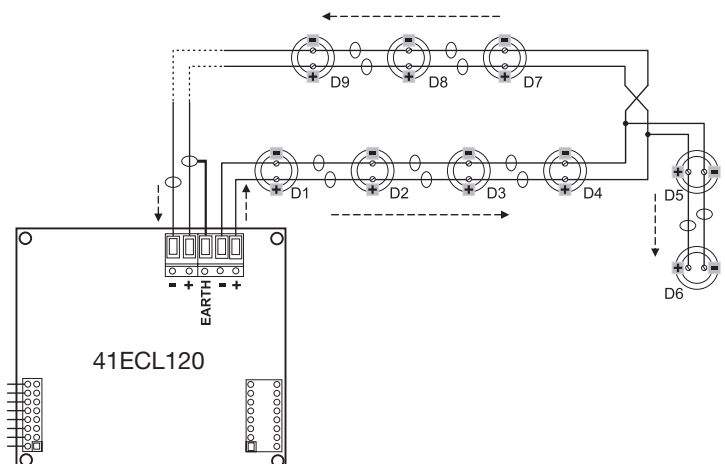 - - -
+ + +
D9 D8 D7
- - - -
+ + + +
D1 D2 D3 D4
+ -
D5
+ -
D6
- + EARTH - +
41ECL120